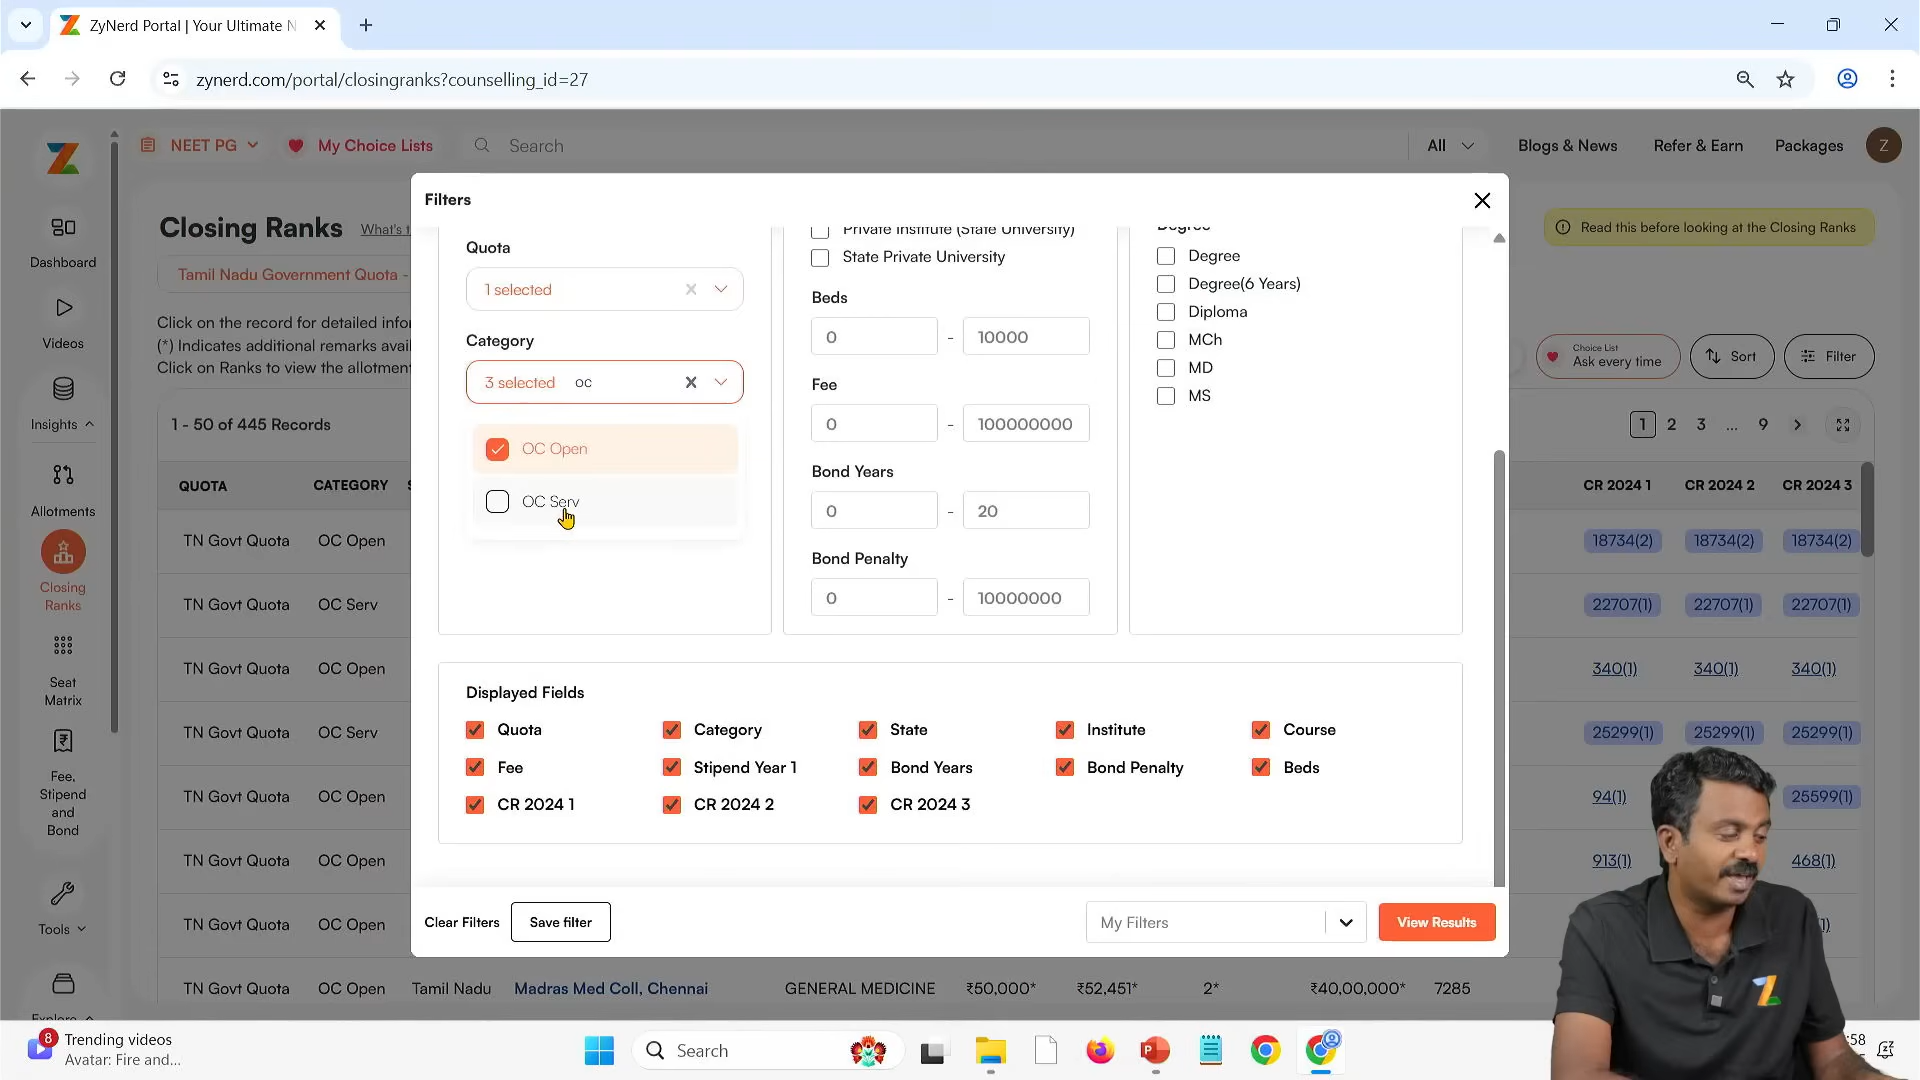 ZyNerd Portal | Your Ultimate N
zynerd.com/portal/closingranks?counselling_id=27
NEET PG
My Choice Lists
Search
All
Blogs & News
Refer & Earn
Packages
Z
Dashboard
Videos
Insights
Allotments
Closing
Ranks
Seat
Matrix
Fee,
Stipend
and
Bond
Tools
Closing Ranks
What's t
Read this before looking at the Closing Ranks
Tamil Nadu Government Quota -
Click on the record for detailed infor
(*) Indicates additional remarks avai
Click on Ranks to view the allotment
Choice List
Ask every time
Sort
Filter
1 - 50 of 445 Records
1 2 3 ... 9
QUOTA CATEGORY CR 2024 1 CR 2024 2 CR 2024 3
TN Govt Quota OC Open 18734(2) 18734(2) 18734(2)
TN Govt Quota OC Serv 22707(1) 22707(1) 22707(1)
TN Govt Quota OC Open 340(1) 340(1) 340(1)
TN Govt Quota OC Serv 25299(1) 25299(1) 25299(1)
TN Govt Quota OC Open 94(1) 25599(1)
TN Govt Quota OC Open 913(1) 468(1)
TN Govt Quota OC Open
TN Govt Quota OC Open Tamil Nadu Madras Med Coll, Chennai GENERAL MEDICINE ₹50,000* ₹52,451* 2* ₹40,00,000* 7285
Filters
Quota
1 selected
Category
3 selected oc
OC Open
OC Serv
Private Institute (State University)
State Private University
Beds
0 - 10000
Fee
0 - 100000000
Bond Years
0 - 20
Bond Penalty
0 - 10000000
Degree
Degree
Degree(6 Years)
Diploma
MCh
MD
MS
Displayed Fields
Quota Category State Institute Course
Fee Stipend Year 1 Bond Years Bond Penalty Beds
CR 2024 1 CR 2024 2 CR 2024 3
Clear Filters
Save filter
My Filters
View Results
8
Trending videos
Avatar: Fire and...
Search
:58